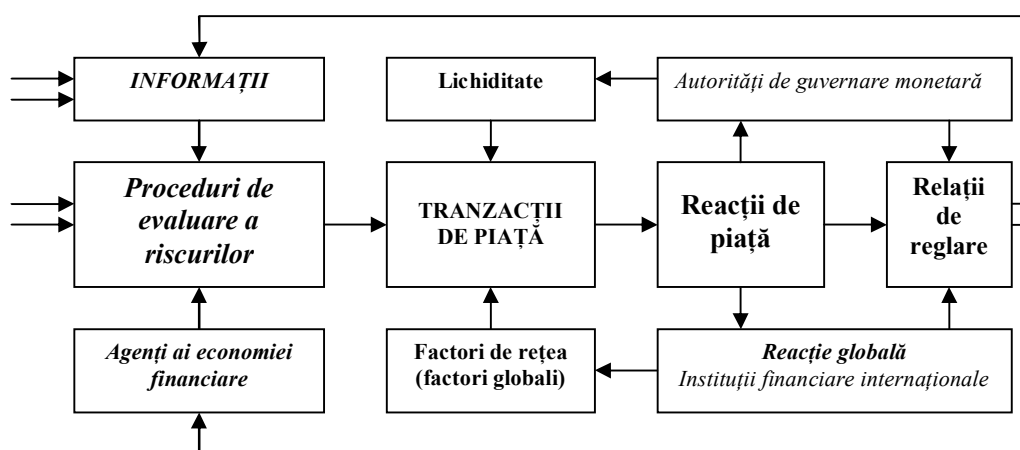 INFORMAȚII
Lichiditate
Autorități de guvernare monetară
Proceduri de
evaluare a
riscurilor
TRANZACȚII
DE PIAȚĂ
Reacții de
piață
Relații
de
reglare
Agenți ai economiei
financiare
Factori de rețea
(factori globali)
Reacție globală
Instituții financiare internaționale